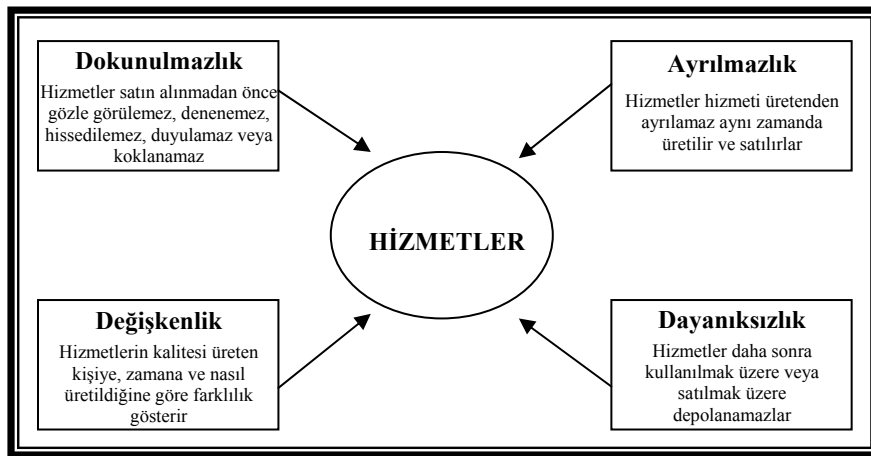 Dokunulmazlık
Hizmetler satın alınmadan önce
gözle görülemez, denenemez,
hissedilemez, duyulamaz veya
koklanamaz
Ayrılmazlık
Hizmetler hizmeti üretenden
ayrılamaz aynı zamanda
üretilir ve satılırlar
HİZMETLER
Değişkenlik
Hizmetlerin kalitesi üreten
kişiye, zamana ve nasıl
üretildiğine göre farklılık
gösterir
Dayanıksızlık
Hizmetler daha sonra
kullanılmak üzere veya
satılmak üzere
depolanamazlar